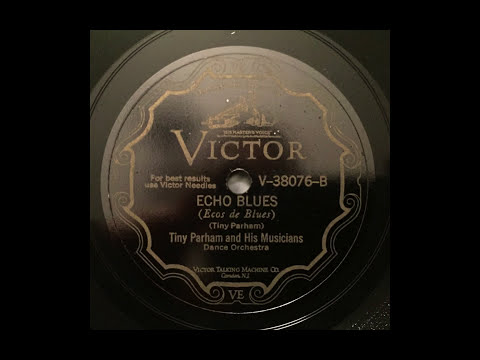 "HIS MASTER'S VOICE"
VICTOR
For best results
use Victor Needles
V-38076-B
ECHO BLUES
(Ecos de Blues)
(Tiny Parham)
Tiny Parham and His Musicians
Dance Orchestra
VICTOR TALKING MACHINE CO.
Camden, N.J.
VE